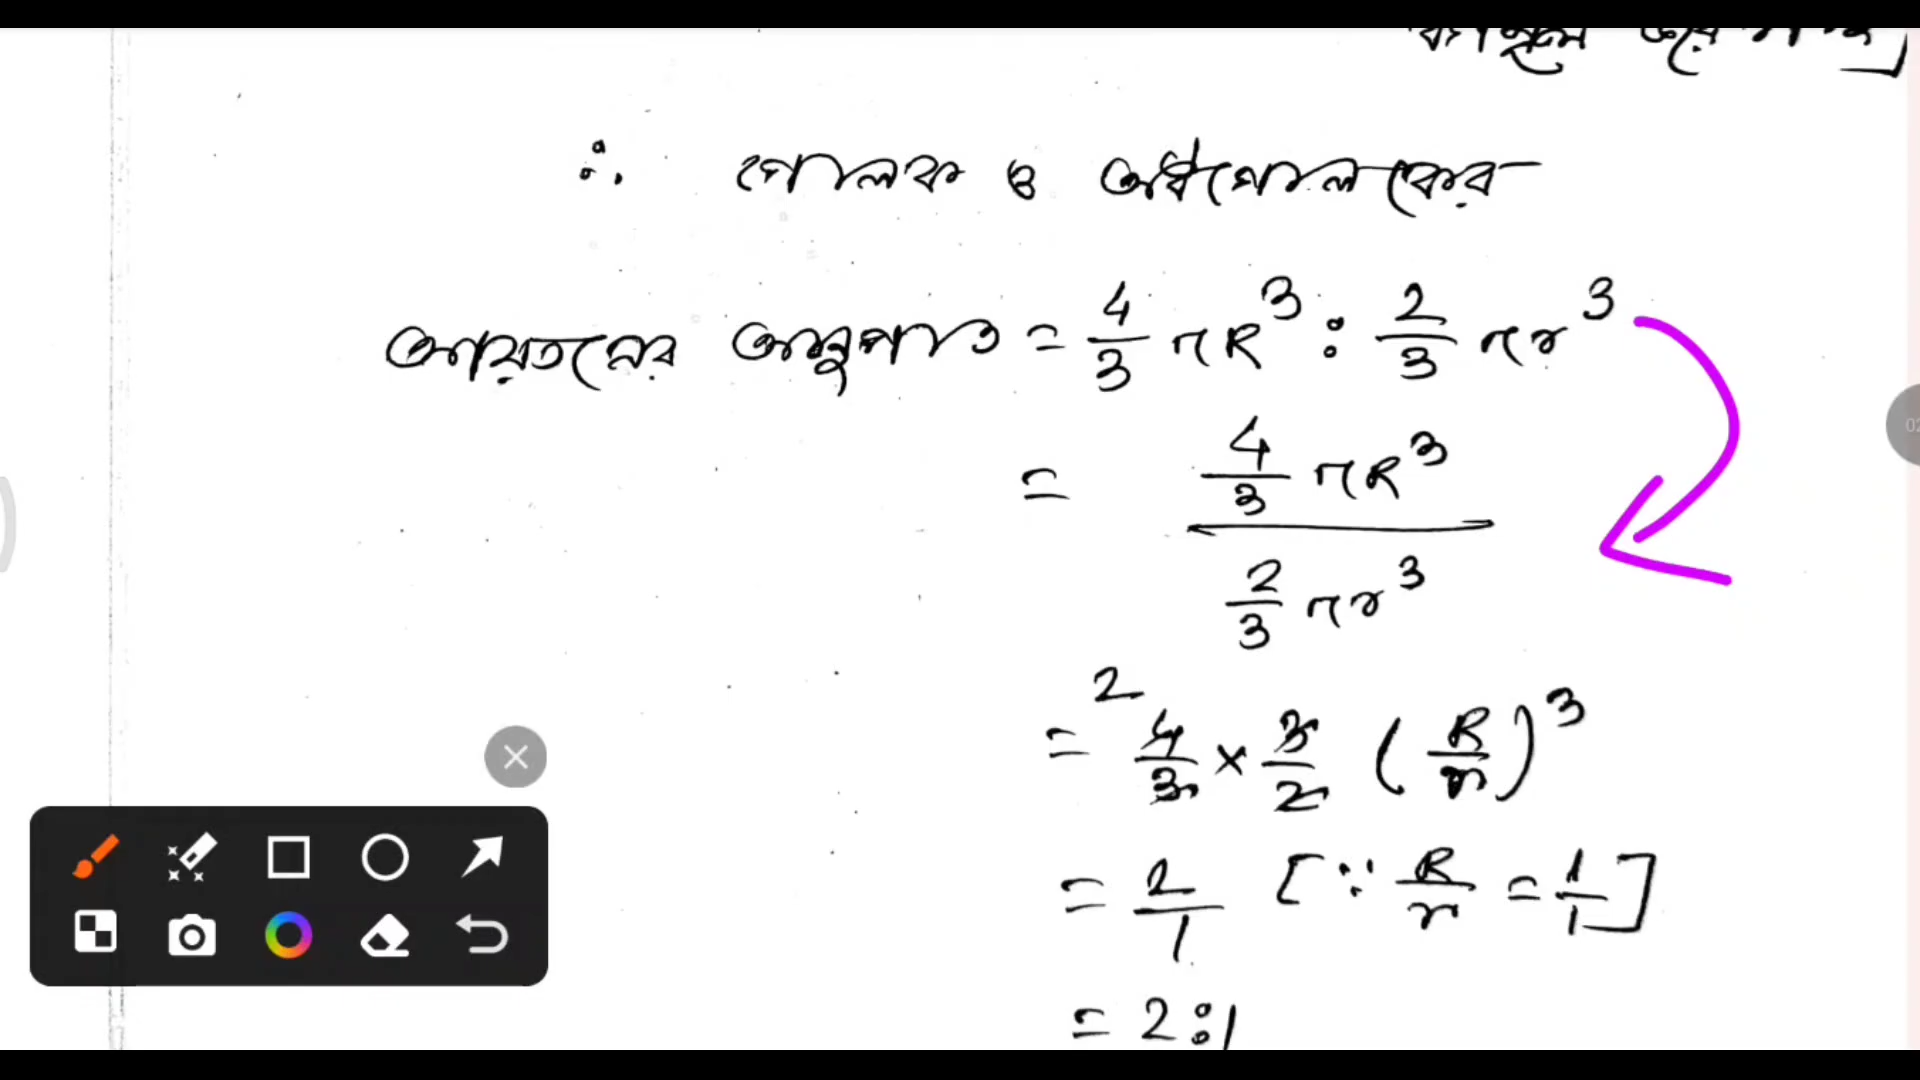 ∴ গোলক ও অর্ধগোলকের
আয়তনের অনুপাত = 4/3 πR³ : 2/3 πr³
= (4/3 πR³)/(2/3 πr³)
= 2 4/3 × 3/2 (R/r)³
= 2/1 [∵ R/r = 1/1]
= 2:1